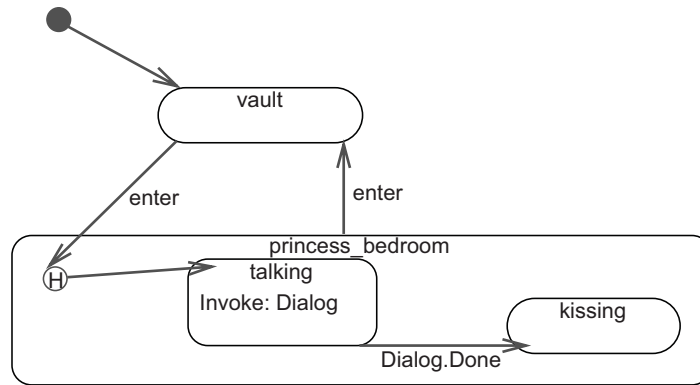 vault
enter
enter
princess_bedroom
H
talking
Invoke: Dialog
kissing
Dialog.Done